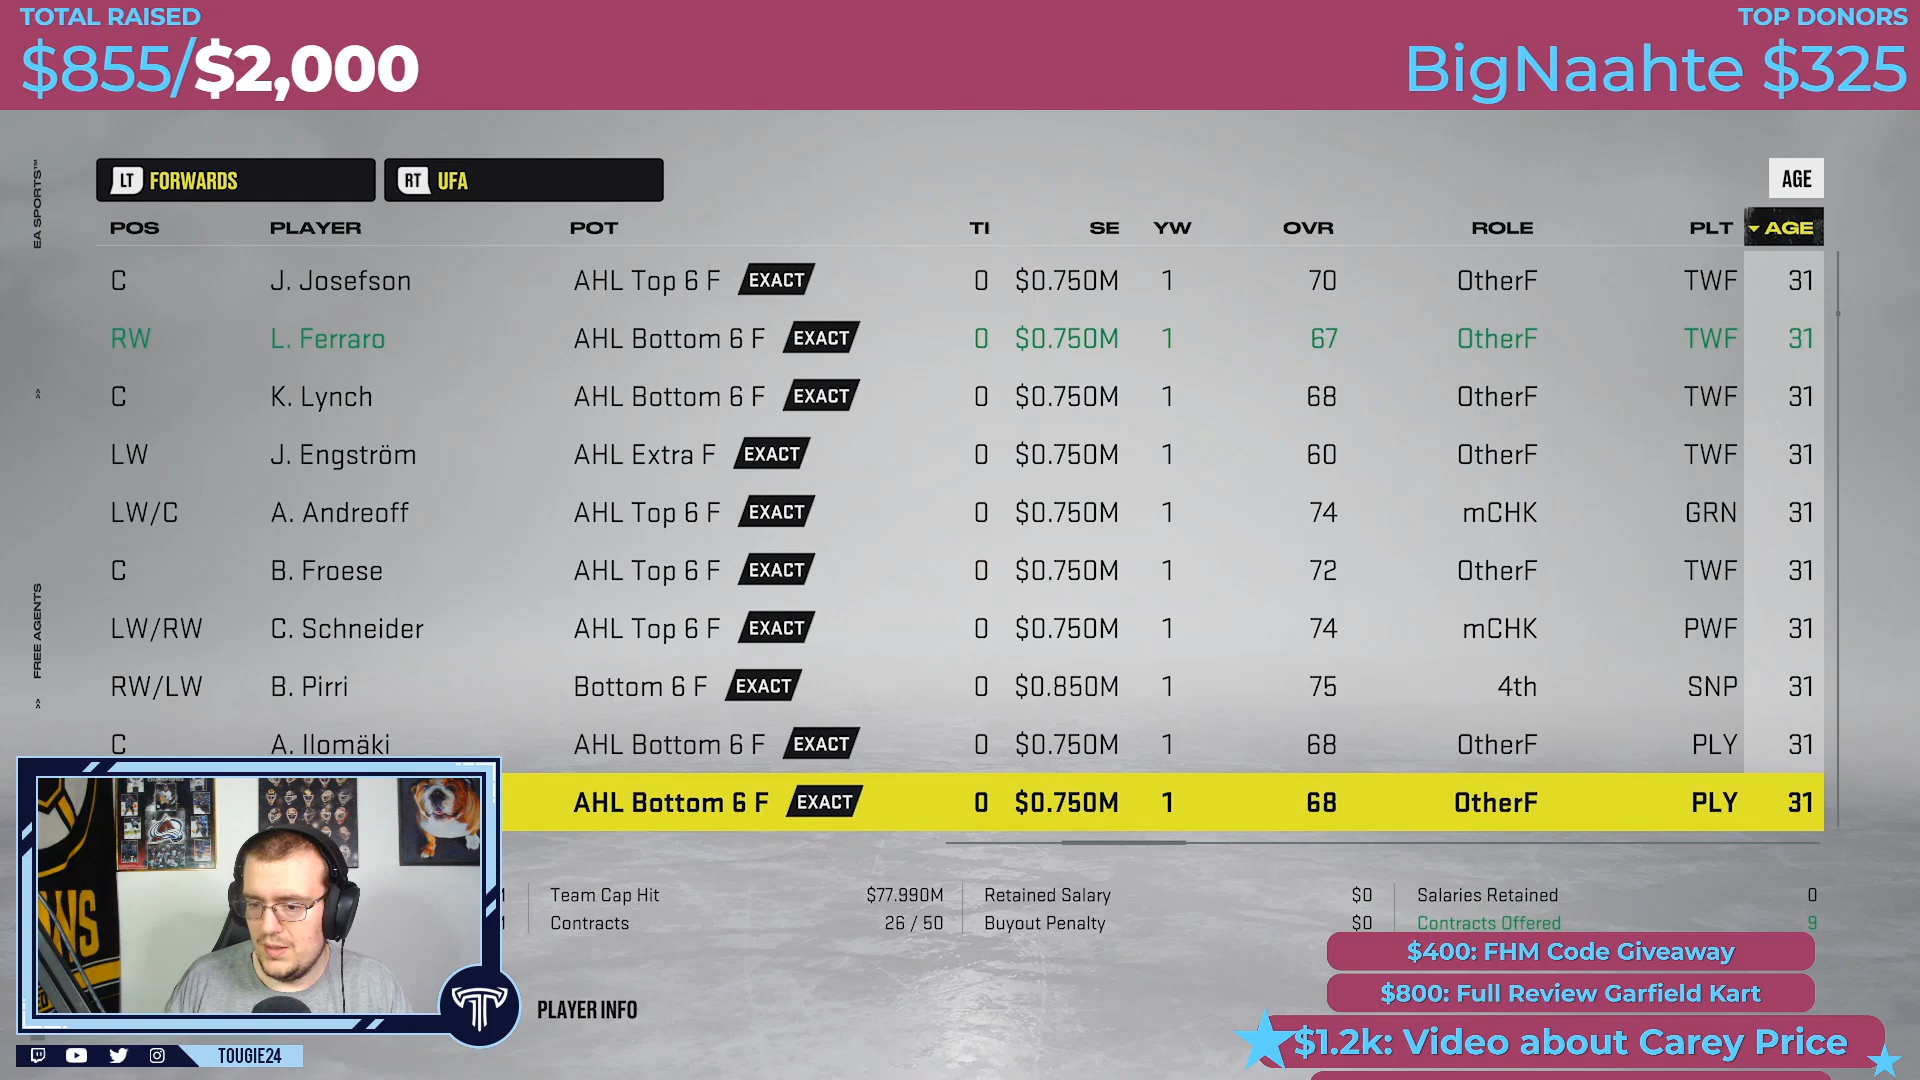 TOTAL RAISED
$855/$2,000
TOP DONORS
BigNaahte $325
EA SPORTS™
FREE AGENTS
LT FORWARDS
RT UFA
AGE
POS PLAYER POT TI SE YW OVR ROLE PLT AGE
C J. Josefson AHL Top 6 F EXACT 0 $0.750M 1 70 OtherF TWF 31
RW L. Ferraro AHL Bottom 6 F EXACT 0 $0.750M 1 67 OtherF TWF 31
C K. Lynch AHL Bottom 6 F EXACT 0 $0.750M 1 68 OtherF TWF 31
LW J. Engström AHL Extra F EXACT 0 $0.750M 1 60 OtherF TWF 31
LW/C A. Andreoff AHL Top 6 F EXACT 0 $0.750M 1 74 mCHK GRN 31
C B. Froese AHL Top 6 F EXACT 0 $0.750M 1 72 OtherF TWF 31
LW/RW C. Schneider AHL Top 6 F EXACT 0 $0.750M 1 74 mCHK PWF 31
RW/LW B. Pirri Bottom 6 F EXACT 0 $0.850M 1 75 4th SNP 31
C A. Ilomäki AHL Bottom 6 F EXACT 0 $0.750M 1 68 OtherF PLY 31
AHL Bottom 6 F EXACT 0 $0.750M 1 68 OtherF PLY 31
Team Cap Hit $77.990M Retained Salary $0 Salaries Retained 0
Contracts 26 / 50 Buyout Penalty $0 Contracts Offered 9
PLAYER INFO
$400: FHM Code Giveaway
$800: Full Review Garfield Kart
$1.2k: Video about Carey Price
TOUGIE24